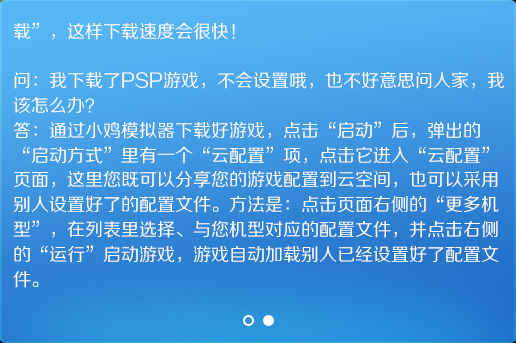 载”，这样下载速度会很快！
问：我下载了PSP游戏，不会设置哦，也不好意思问人家，我
该怎么办？
答：通过小鸡模拟器下载好游戏，点击“启动”后，弹出的
“启动方式”里有一个“云配置”项，点击它进入“云配置”
页面，这里您既可以分享您的游戏配置到云空间，也可以采用
别人设置好了的配置文件。方法是：点击页面右侧的“更多机
型”，在列表里选择、与您机型对应的配置文件，并点击右侧
的“运行”启动游戏，游戏自动加载别人已经设置好了配置文
件。